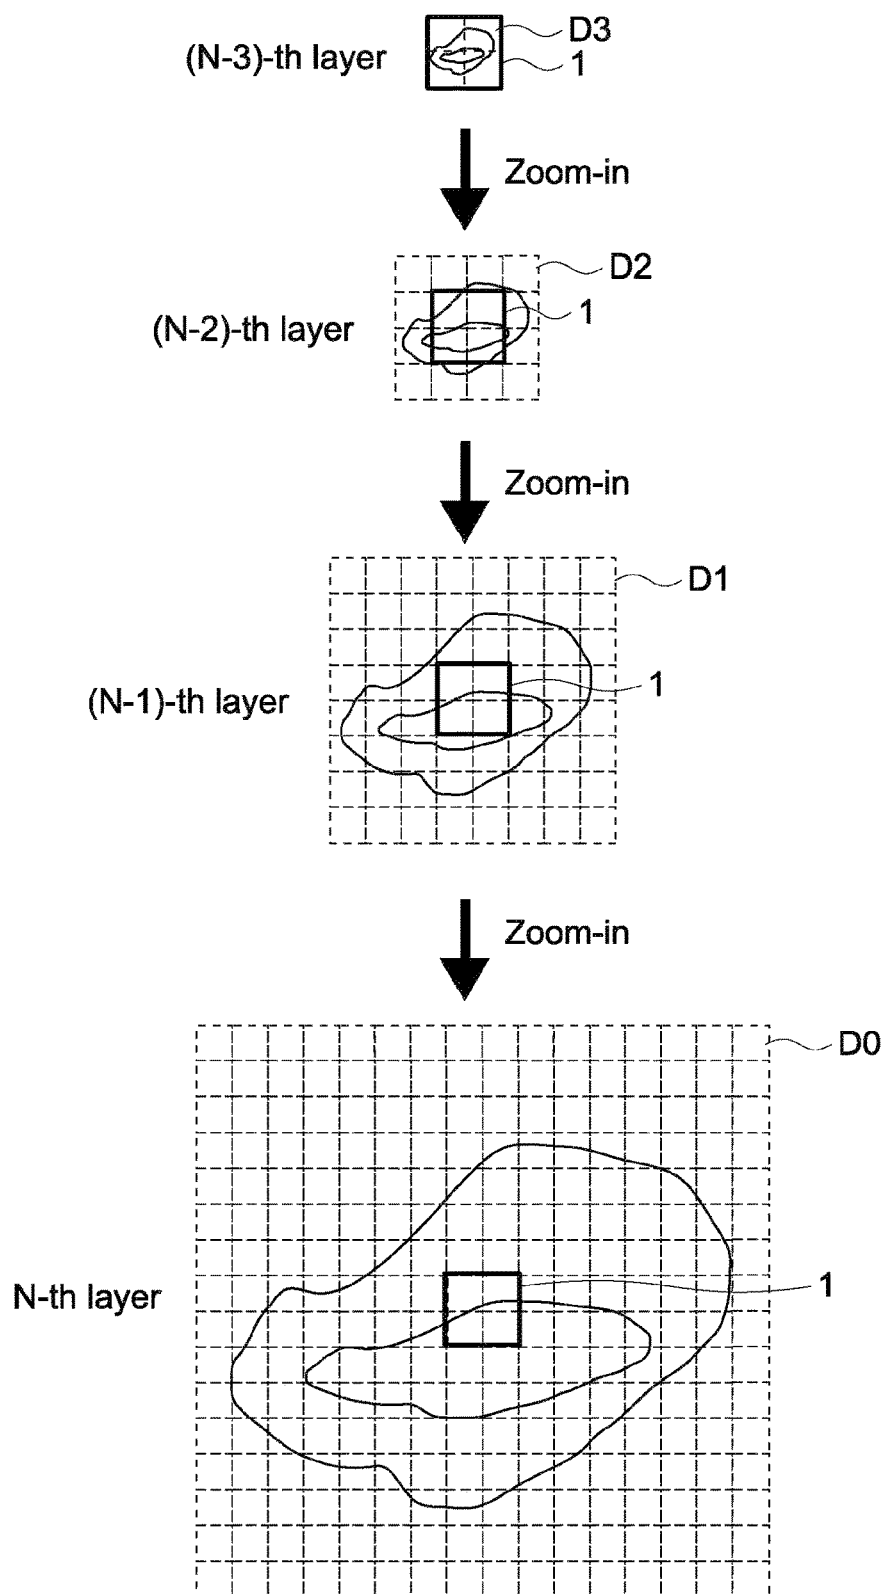 D3
(N-3)-th layer
1
Zoom-in
D2
1
(N-2)-th layer
Zoom-in
D1
1
(N-1)-th layer
Zoom-in
D0
1
N-th layer